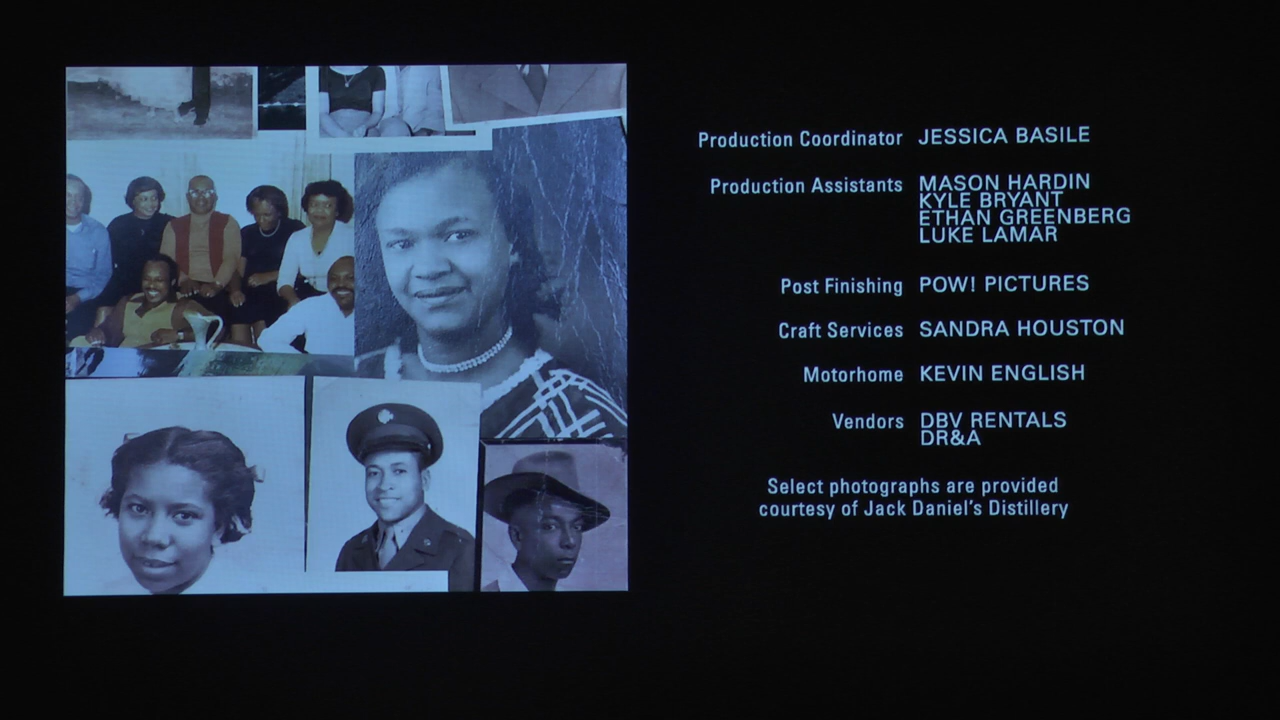 Production Coordinator JESSICA BASILE
Production Assistants MASON HARDIN
KYLE BRYANT
ETHAN GREENBERG
LUKE LAMAR
Post Finishing POW! PICTURES
Craft Services SANDRA HOUSTON
Motorhome KEVIN ENGLISH
Vendors DBV RENTALS
DR&A
Select photographs are provided
courtesy of Jack Daniel's Distillery